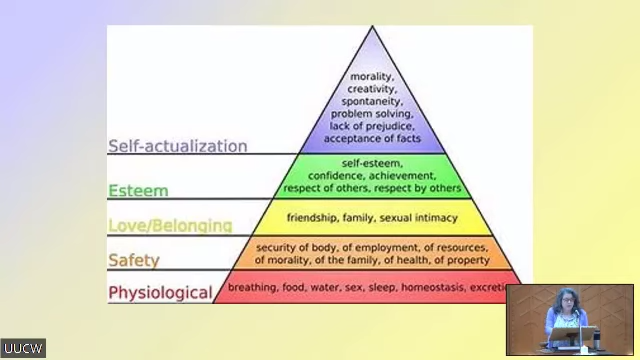 morality,
creativity,
spontaneity,
problem solving,
lack of prejudice,
acceptance of facts
Self-actualization
self-esteem,
confidence, achievement,
respect of others, respect by others
Esteem
friendship, family, sexual intimacy
Love/Belonging
security of body, of employment, of resources,
of morality, of the family, of health, of property
Safety
breathing, food, water, sex, sleep, homeostasis, excreti
Physiological
UUCW